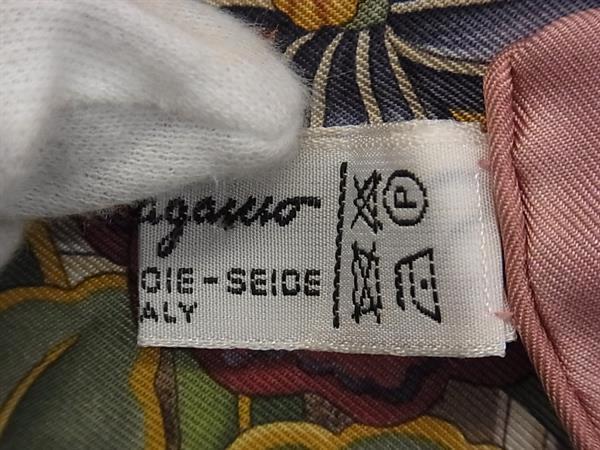 agamo
OIE - SEIDE
ALY
P